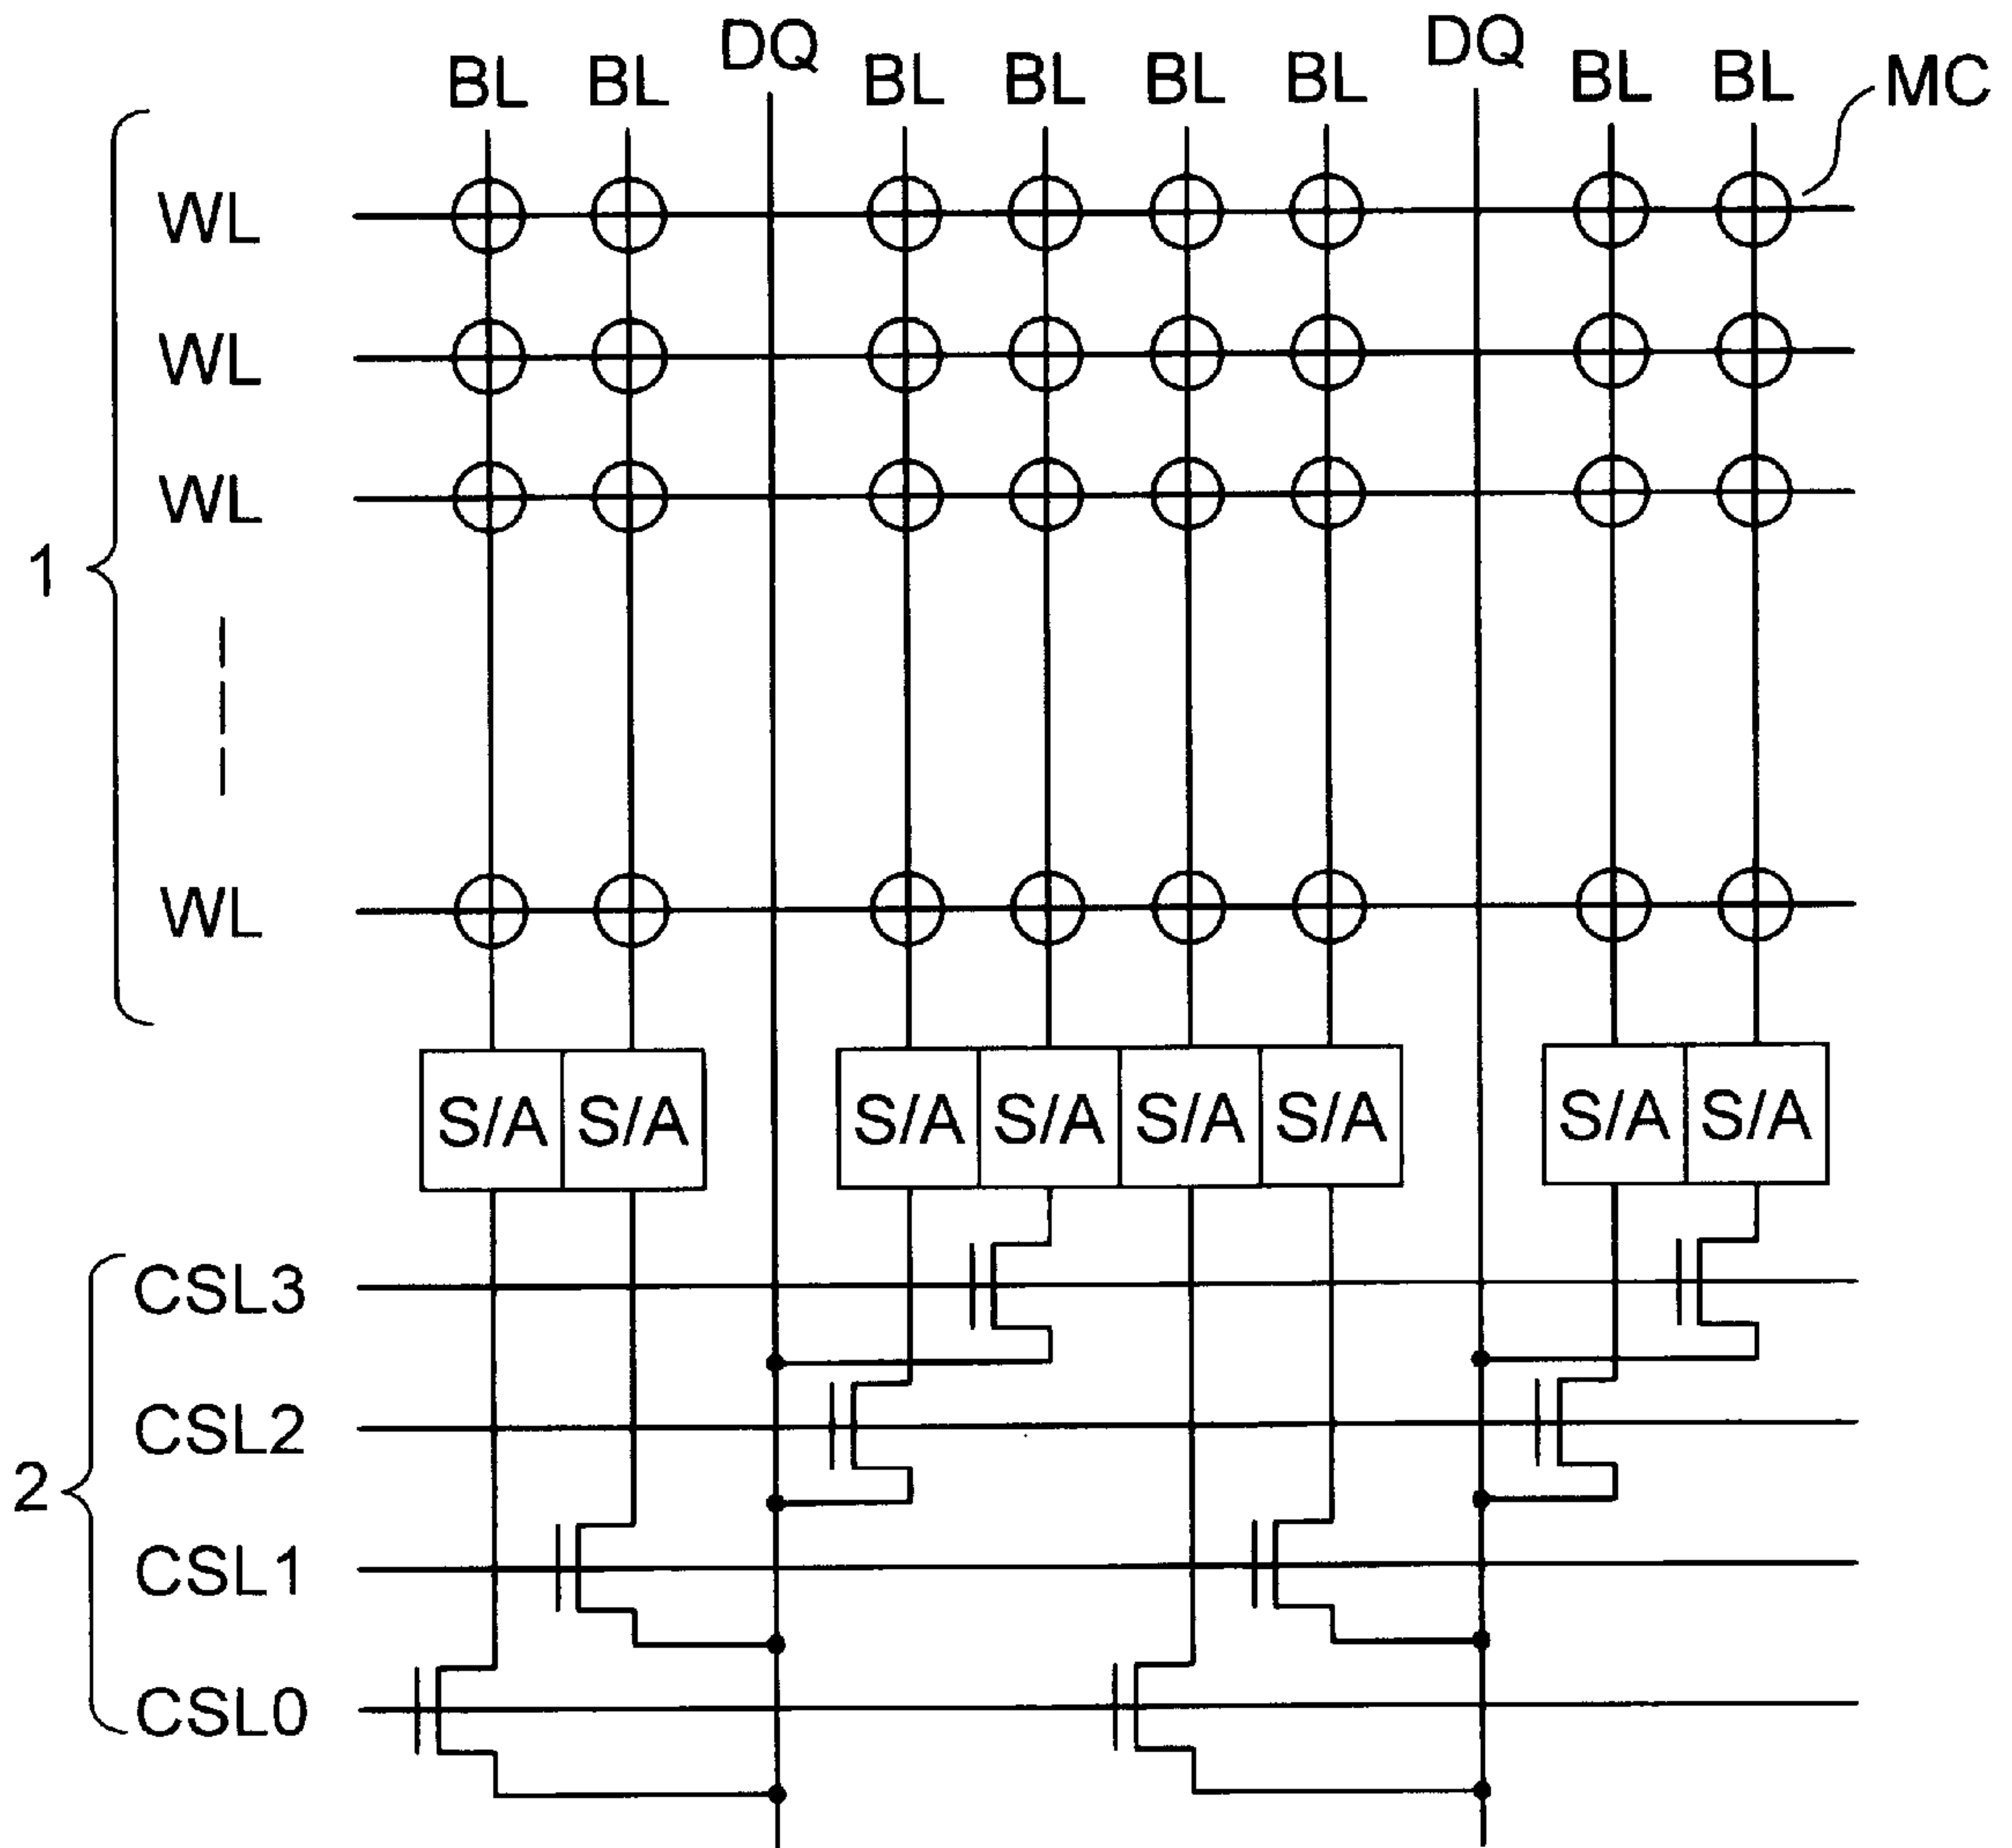 BL BL DQ BL BL BL BL DQ BL BL MC
WL
WL
WL
1
WL
S/A S/A S/A S/A S/A S/A S/A S/A
CSL3
CSL2
2
CSL1
CSL0